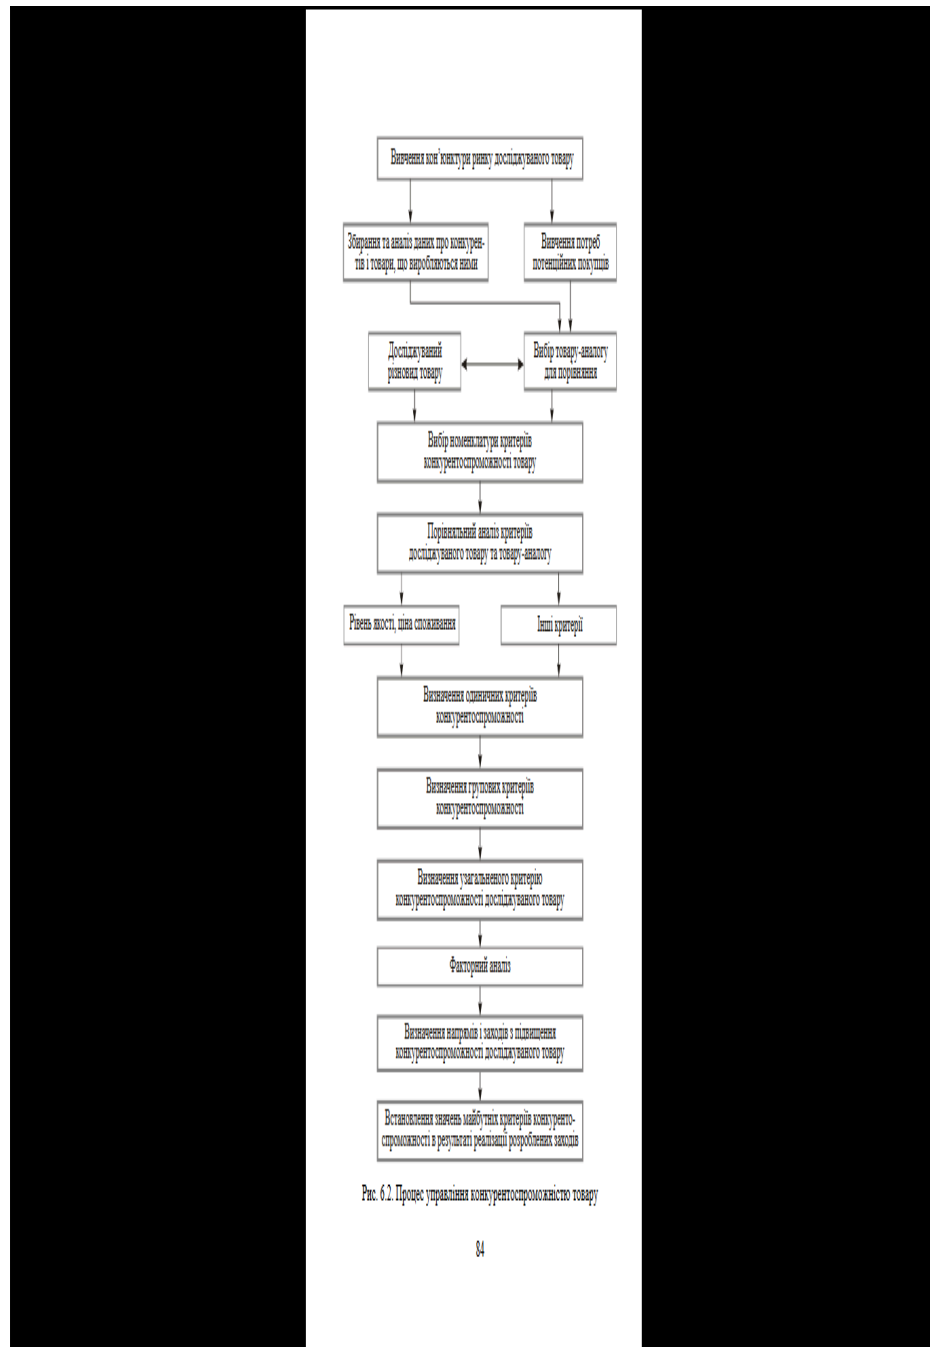 Вивчення кон’юнктури ринку досліджуваного товару
Збирання та аналіз даних про конкурен-
тів і товари, що виробляються ними
Вивчення потреб
потенційних покупців
Досліджуваний
різновид товару
Вибір товару-аналогу
для порівняння
Вибір номенклатури критеріїв
конкурентоспроможності товару
Порівняльний аналіз критеріїв
досліджуваного товару та товару-аналогу
Рівень якості, ціна споживання
Інші критерії
Визначення одиничних критеріїв
конкурентоспроможності
Визначення групових критеріїв
конкурентоспроможності
Визначення узагальненого критерію
конкурентоспроможності досліджуваного товару
Факторний аналіз
Визначення напрямів і заходів з підвищення
конкурентоспроможності досліджуваного товару
Встановлення значень майбутніх критеріїв конкуренто-
спроможності в результаті реалізації розроблених заходів
Рис. 6.2. Процес управління конкурентоспроможністю товару
84